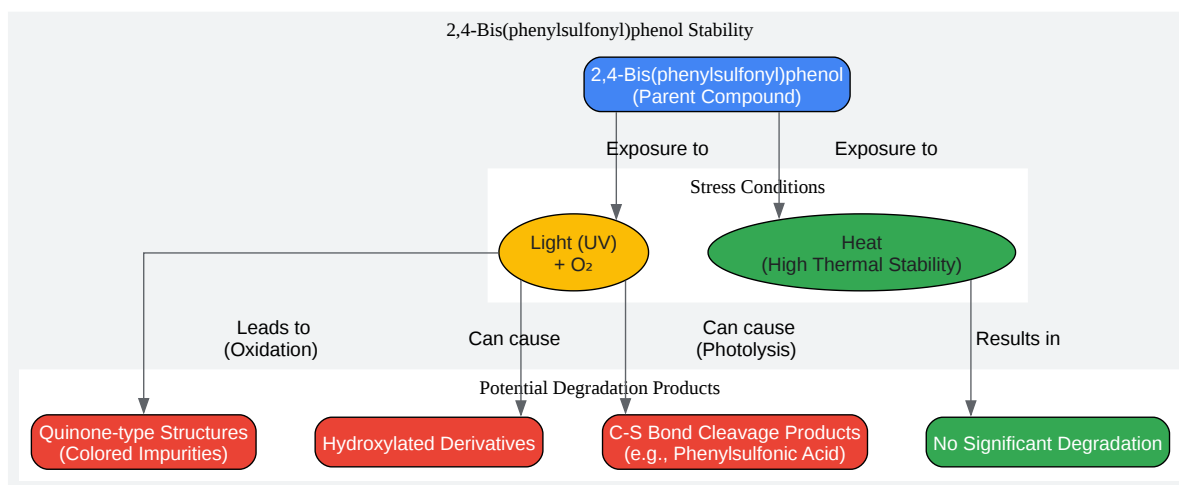 2,4-Bis(phenylsulfonyl)phenol Stability
2,4-Bis(phenylsulfonyl)phenol
(Parent Compound)
Exposure to
Exposure to
Stress Conditions
Light (UV)
+ O₂
Heat
(High Thermal Stability)
Leads to
(Oxidation)
Can cause
Can cause
(Photolysis)
Results in
Potential Degradation Products
Quinone-type Structures
(Colored Impurities)
Hydroxylated Derivatives
C-S Bond Cleavage Products
(e.g., Phenylsulfonic Acid)
No Significant Degradation